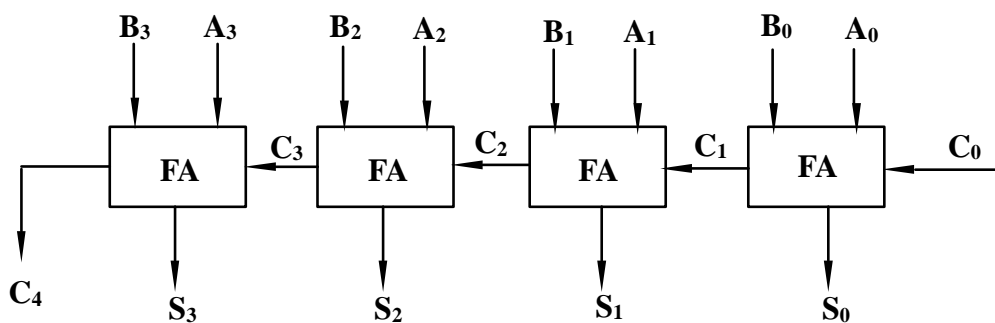 B₃ A₃ B₂ A₂ B₁ A₁ B₀ A₀
FA C₃ FA C₂ FA C₁ FA C₀
C₄ S₃ S₂ S₁ S₀